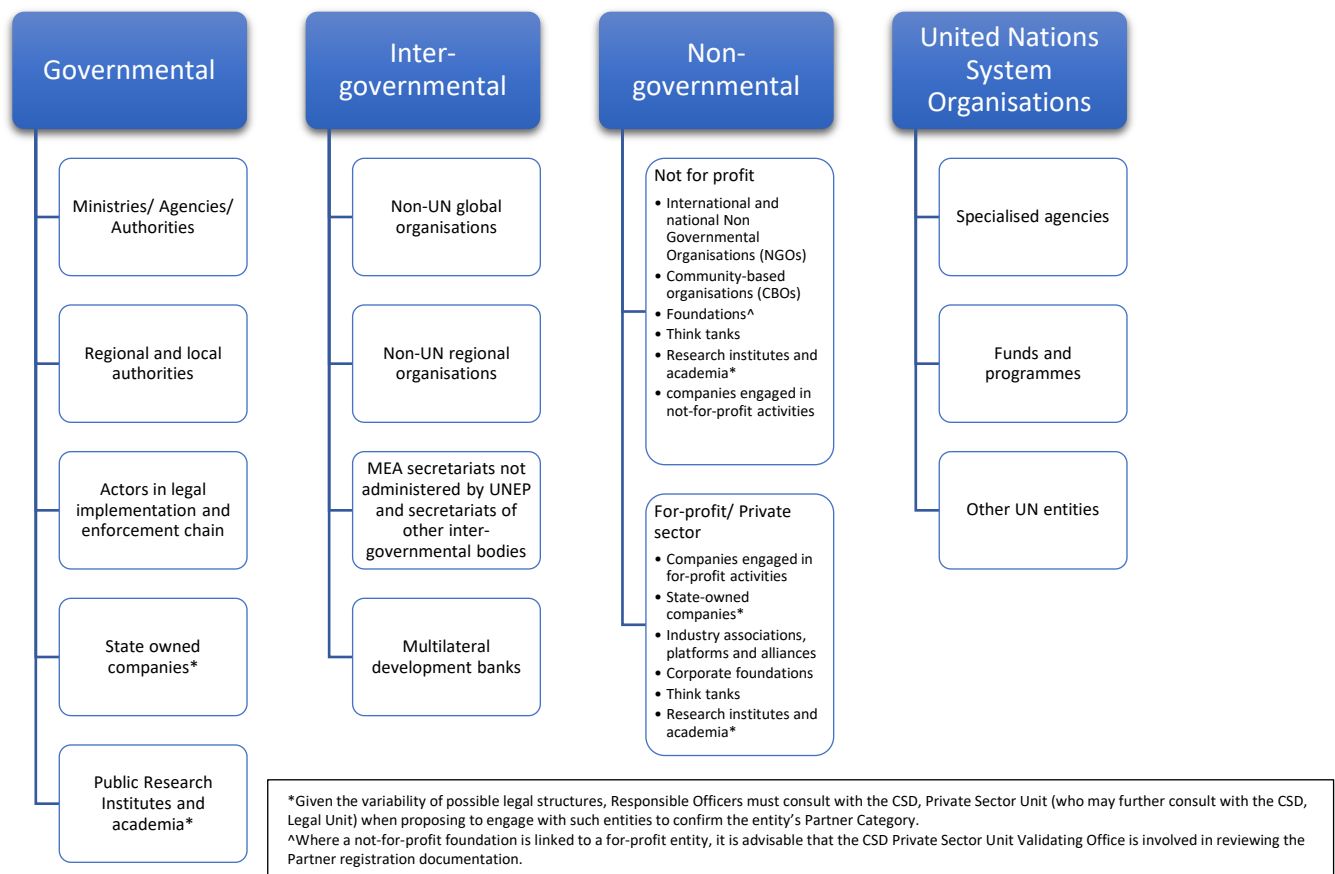 Governmental
Ministries/ Agencies/
Authorities
Regional and local
authorities
Actors in legal
implementation and
enforcement chain
State owned
companies*
Public Research
Institutes and
academia*
Inter-
governmental
Non-UN global
organisations
Non-UN regional
organisations
MEA secretariats not
administered by UNEP
and secretariats of
other inter-
governmental bodies
Multilateral
development banks
Non-
governmental
Not for profit
• International and
national Non
Governmental
Organisations (NGOs)
• Community-based
organisations (CBOs)
• Foundations^
• Think tanks
• Research institutes and
academia*
• companies engaged in
not-for-profit activities
For-profit/ Private
sector
• Companies engaged in
for-profit activities
• State-owned
companies*
• Industry associations,
platforms and alliances
• Corporate foundations
• Think tanks
• Research institutes and
academia*
United Nations
System
Organisations
Specialised agencies
Funds and
programmes
Other UN entities
*Given the variability of possible legal structures, Responsible Officers must consult with the CSD, Private Sector Unit (who may further consult with the CSD,
Legal Unit) when proposing to engage with such entities to confirm the entity’s Partner Category.
^Where a not-for-profit foundation is linked to a for-profit entity, it is advisable that the CSD Private Sector Unit Validating Office is involved in reviewing the
Partner registration documentation.